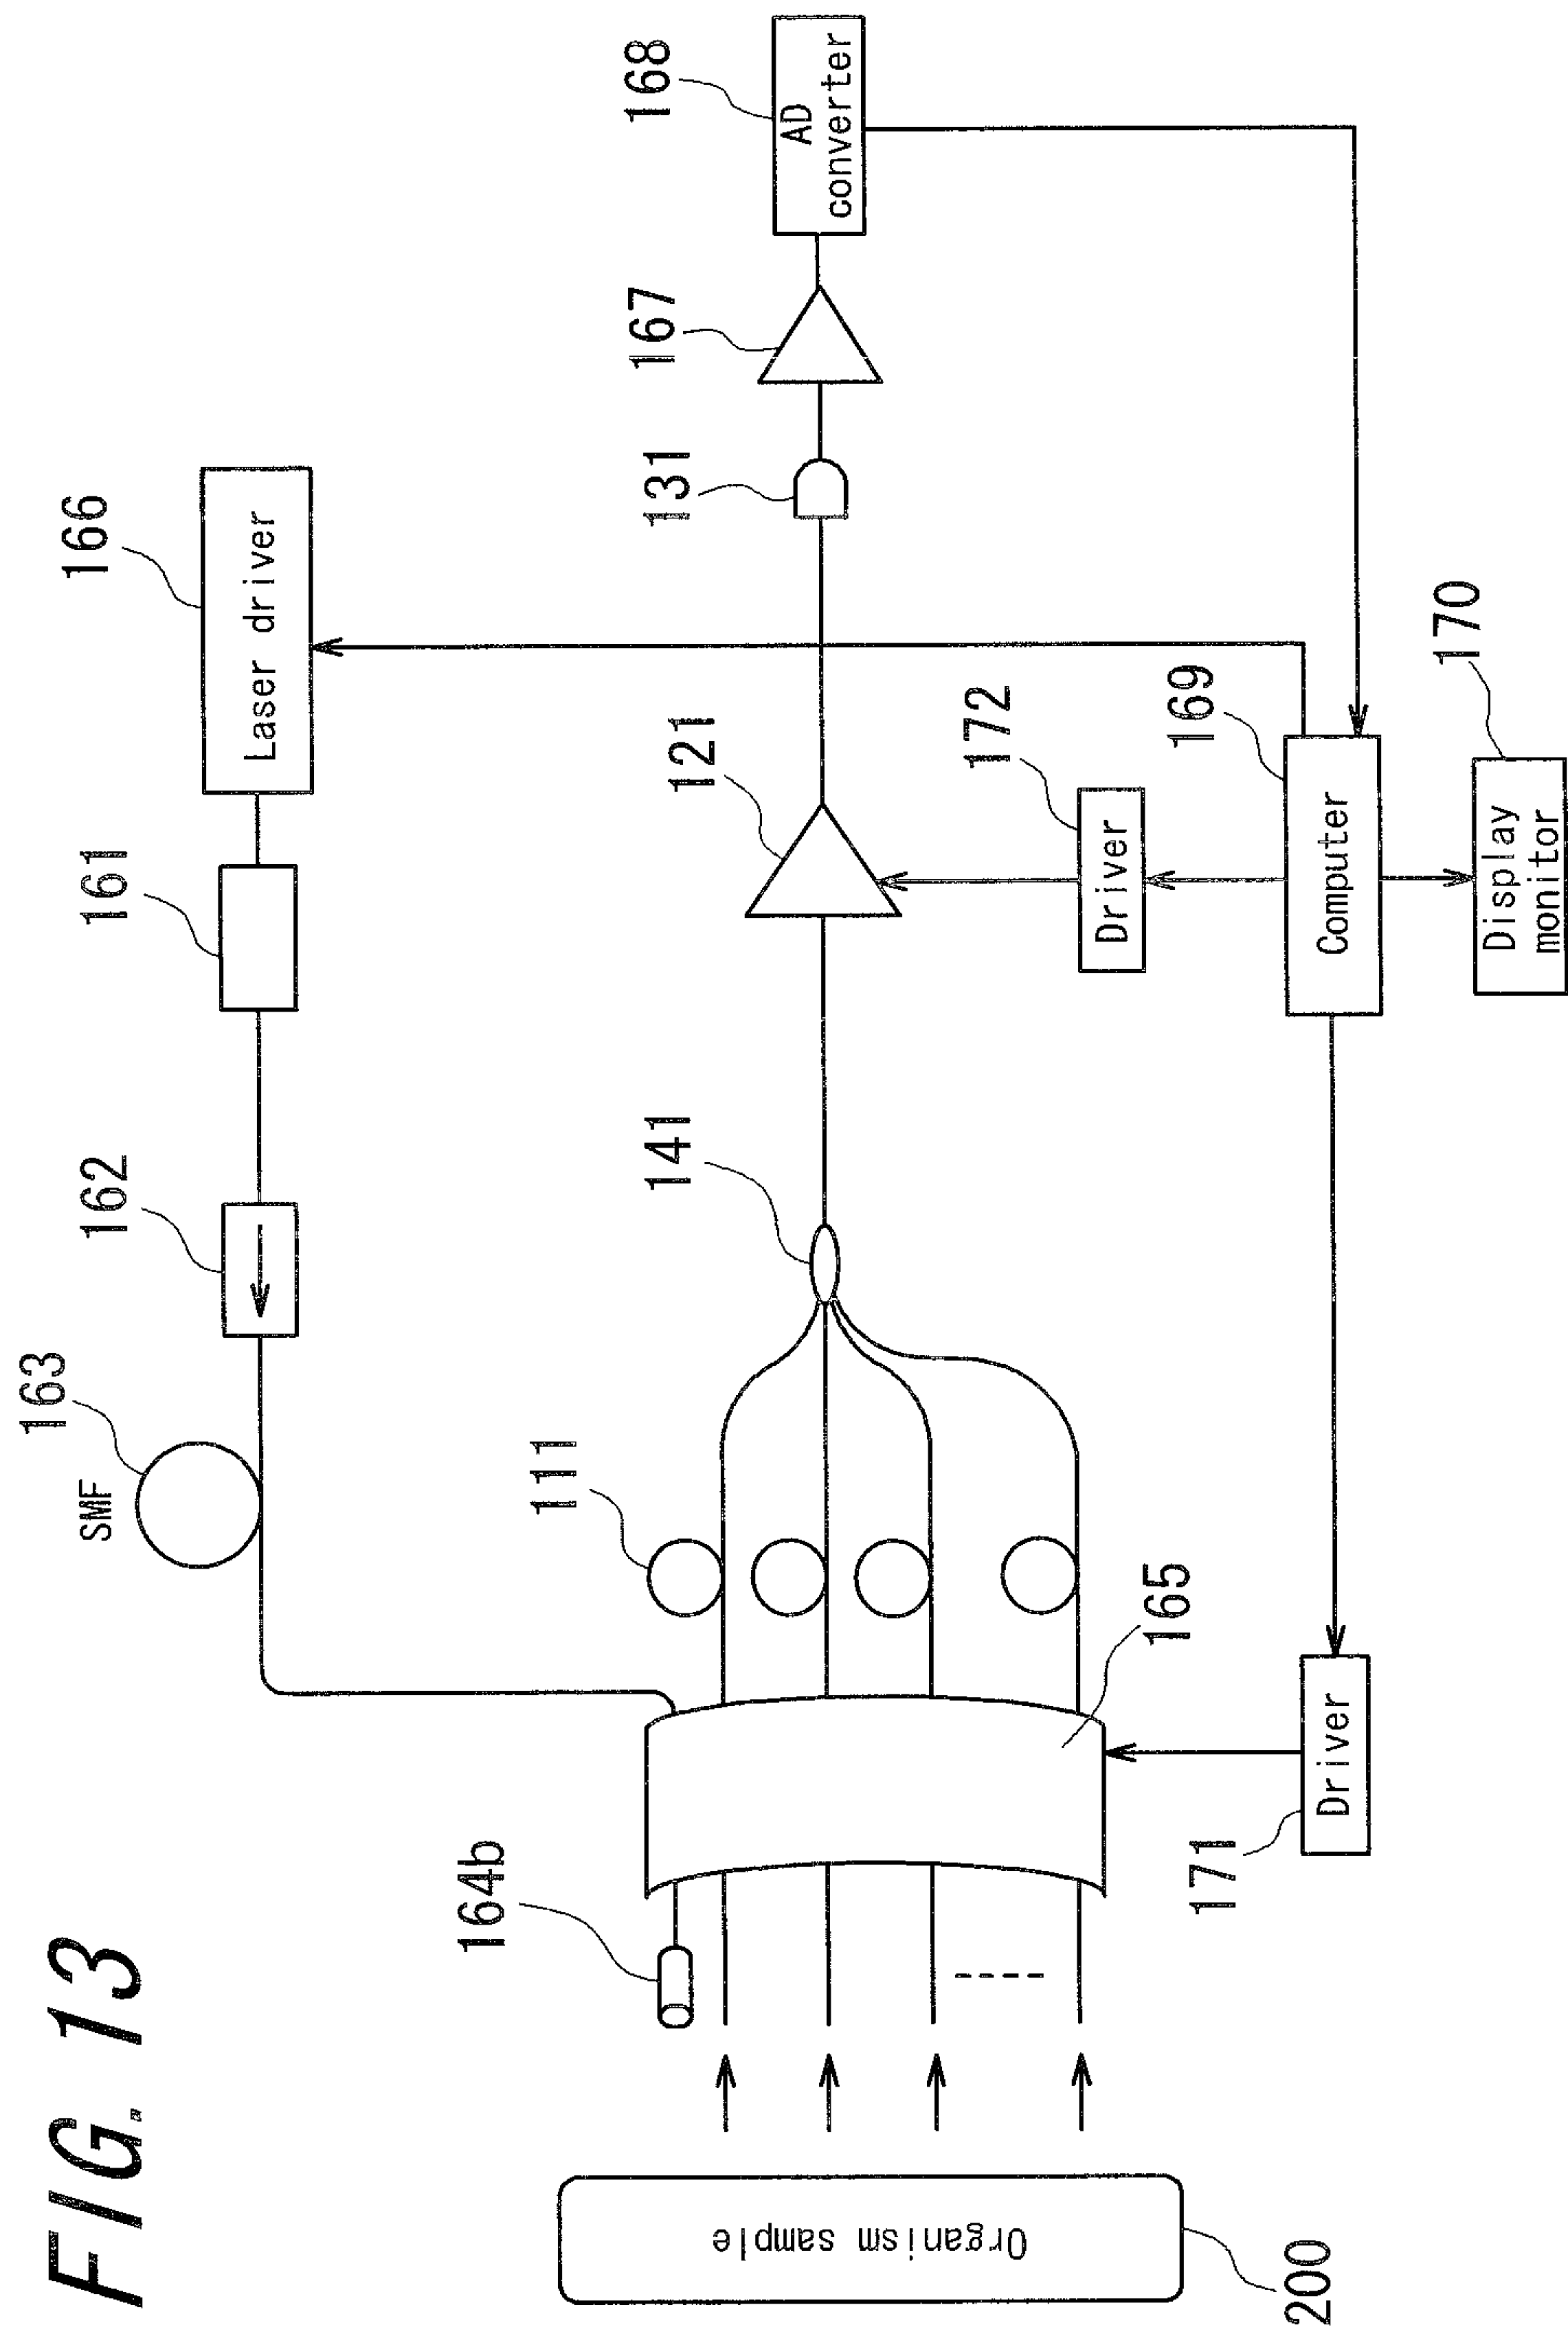 FIG. 13
163
SMF
162
161
166
Laser driver
164b
111
141
121
131
167
168
AD
converter
165
172
Driver
169
Computer
170
Display
monitor
171
Driver
200
Organism sample